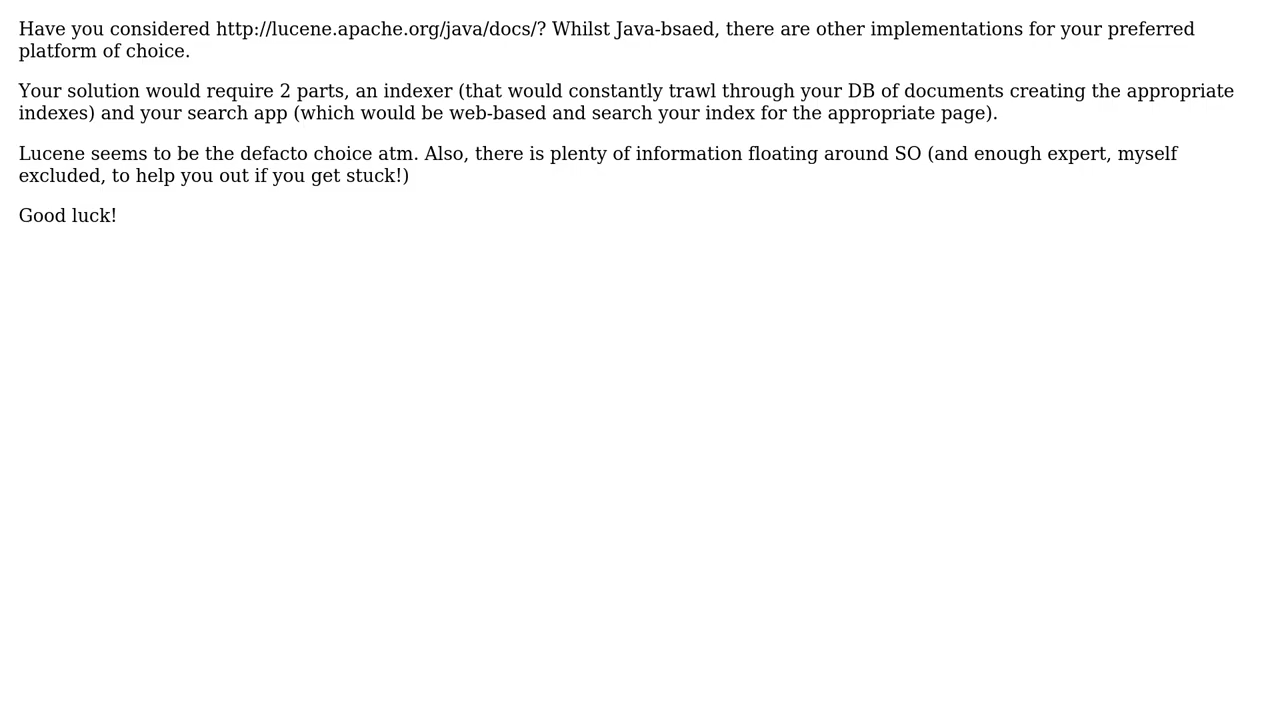 Have you considered http://lucene.apache.org/java/docs/? Whilst Java-bsaed, there are other implementations for your preferred
platform of choice.
Your solution would require 2 parts, an indexer (that would constantly trawl through your DB of documents creating the appropriate
indexes) and your search app (which would be web-based and search your index for the appropriate page).
Lucene seems to be the defacto choice atm. Also, there is plenty of information floating around SO (and enough expert, myself
excluded, to help you out if you get stuck!)
Good luck!